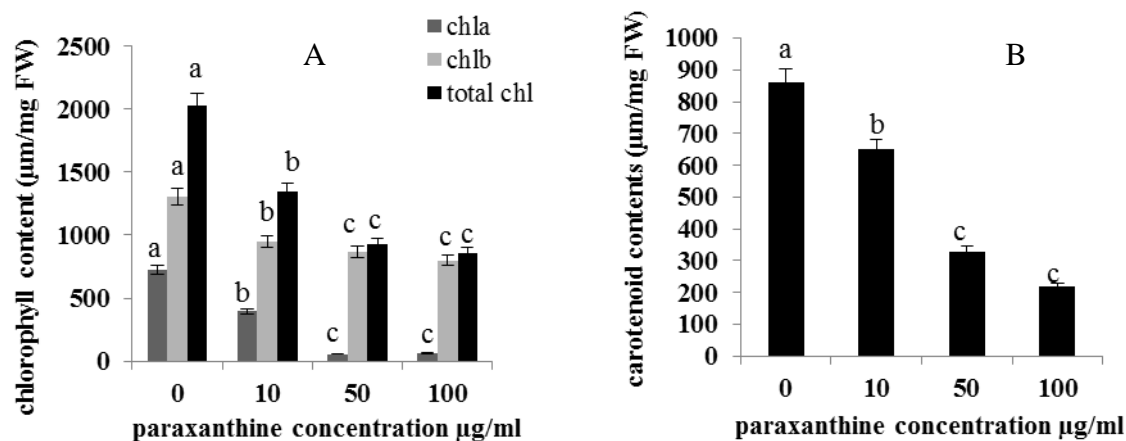 A
chla
chlb
total chl
chlorophyll content (µm/mg FW)
2500
2000
1500
1000
500
0
a
a
a
b
b
b
c
c
c
c
c
c
0 10 50 100
paraxanthine concentration µg/ml
B
carotenoid contents (µm/mg FW)
1000
900
800
700
600
500
400
300
200
100
0
a
b
c
c
0 10 50 100
paraxanthine concentration µg/ml